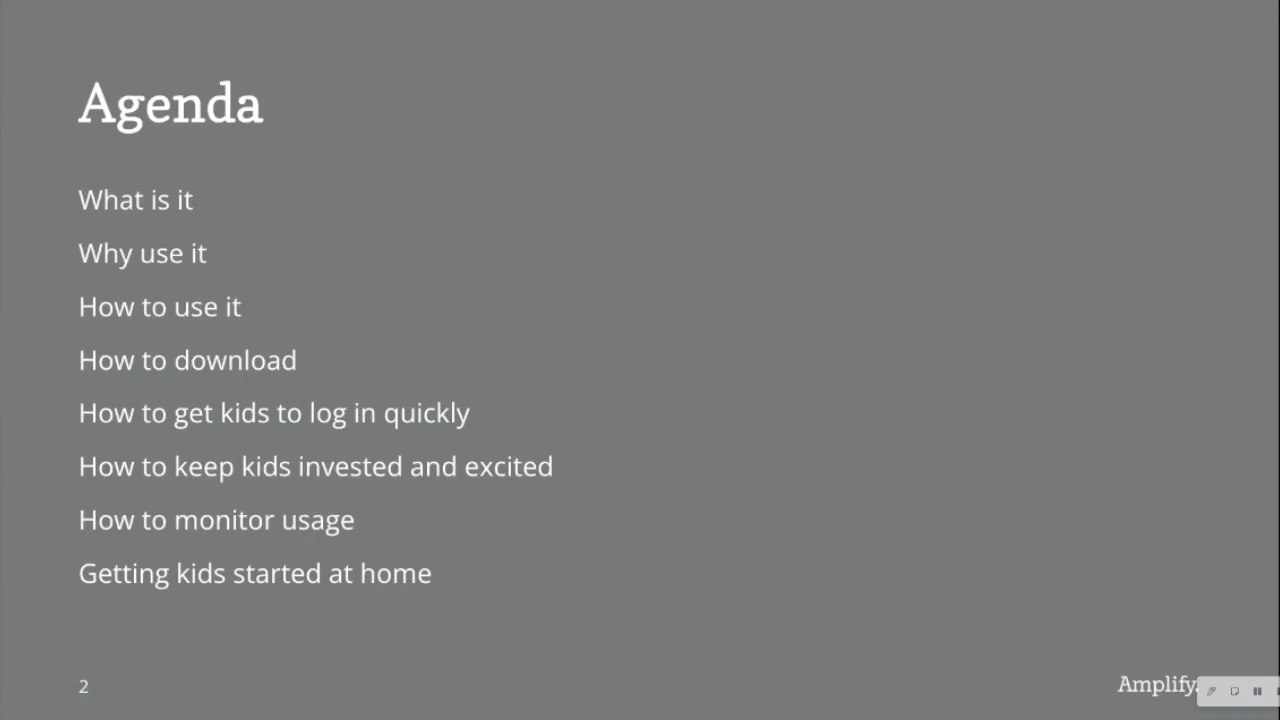 Agenda
What is it
Why use it
How to use it
How to download
How to get kids to log in quickly
How to keep kids invested and excited
How to monitor usage
Getting kids started at home
2
Amplify.